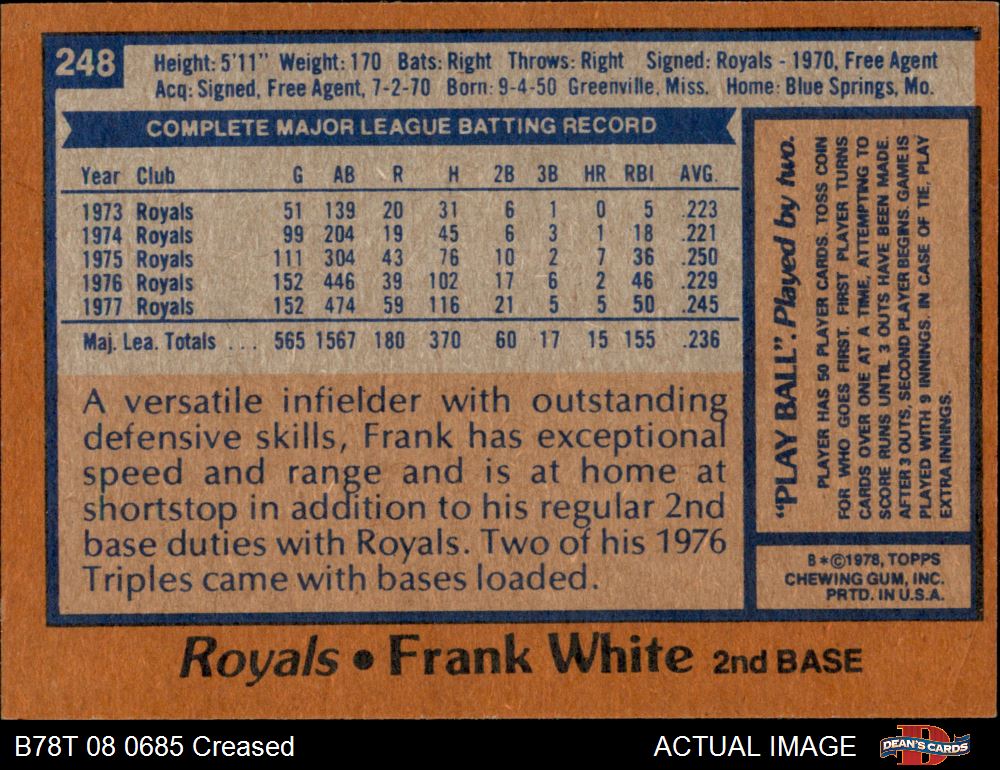 248
Height: 5'11" Weight: 170 Bats: Right Throws: Right Signed: Royals - 1970, Free Agent
Acq: Signed, Free Agent, 7-2-70 Born: 9-4-50 Greenville, Miss. Home: Blue Springs, Mo.
COMPLETE MAJOR LEAGUE BATTING RECORD
Year Club G AB R H 2B 3B HR RBI AVG.
1973 Royals 51 139 20 31 6 1 0 5 .223
1974 Royals 99 204 19 45 6 3 1 18 .221
1975 Royals 111 304 43 76 10 2 7 36 .250
1976 Royals 152 446 39 102 17 6 2 46 .229
1977 Royals 152 474 59 116 21 5 5 50 .245
Maj. Lea. Totals . . . 565 1567 180 370 60 17 15 155 .236
A versatile infielder with outstanding
defensive skills, Frank has exceptional
speed and range and is at home at
shortstop in addition to his regular 2nd
base duties with Royals. Two of his 1976
Triples came with bases loaded.
"PLAY BALL". Played by two.
PLAYER HAS 50 PLAYER CARDS. TOSS COIN
FOR WHO GOES FIRST. FIRST PLAYER TURNS
CARDS OVER ONE AT A TIME, ATTEMPTING TO
SCORE RUNS UNTIL 3 OUTS HAVE BEEN MADE.
AFTER 3 OUTS, SECOND PLAYER BEGINS. GAME IS
PLAYED WITH 9 INNINGS. IN CASE OF TIE, PLAY
EXTRA INNINGS.
B*©1978, TOPPS
CHEWING GUM, INC.
PRTD. IN U.S.A.
Royals • Frank White 2nd BASE
B78T 08 0685 Creased
ACTUAL IMAGE
D
DEAN'S CARDS